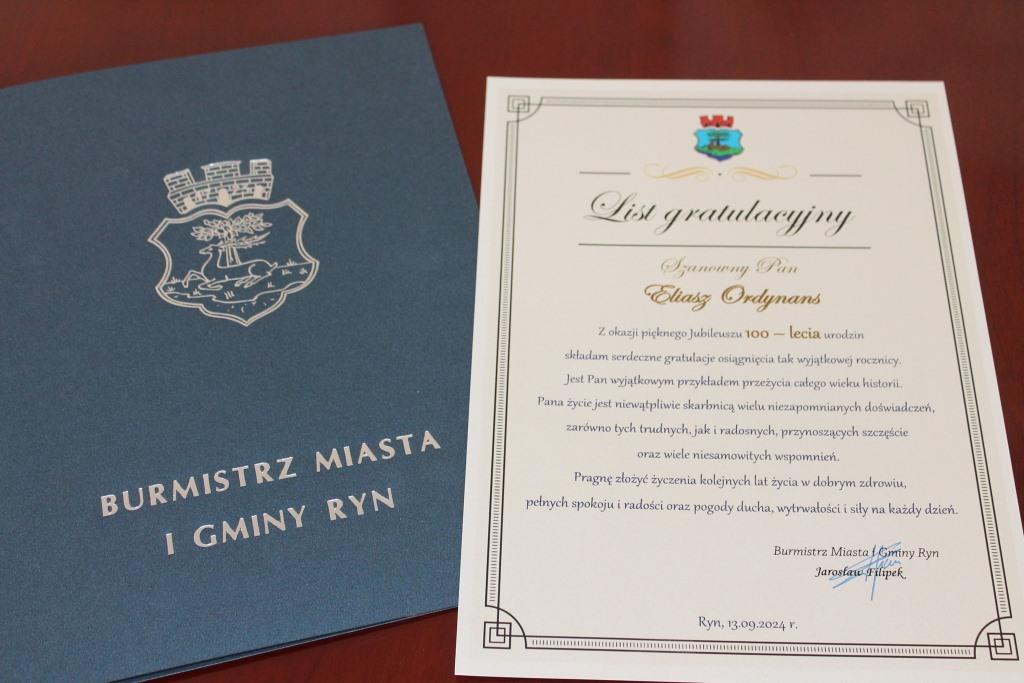 BURMISTRZ MIASTA
I GMINY RYN
List gratulacyjny
Szanowny Pan
Eliasz Ordynans
Z okazji pięknego Jubileuszu 100 – lecia urodzin
składam serdeczne gratulacje osiągnięcia tak wyjątkowej rocznicy.
Jest Pan wyjątkowym przykładem przeżycia całego wieku historii.
Pana życie jest niewątpliwie skarbnicą wielu niezapomnianych doświadczeń,
zarówno tych trudnych, jak i radosnych, przynoszących szczęście
oraz wiele niesamowitych wspomnień.
Pragnę złożyć życzenia kolejnych lat życia w dobrym zdrowiu,
pełnych spokoju i radości oraz pogody ducha, wytrwałości i siły na każdy dzień.
Burmistrz Miasta i Gminy Ryn
Jarosław Filipek
Ryn, 13.09.2024 r.